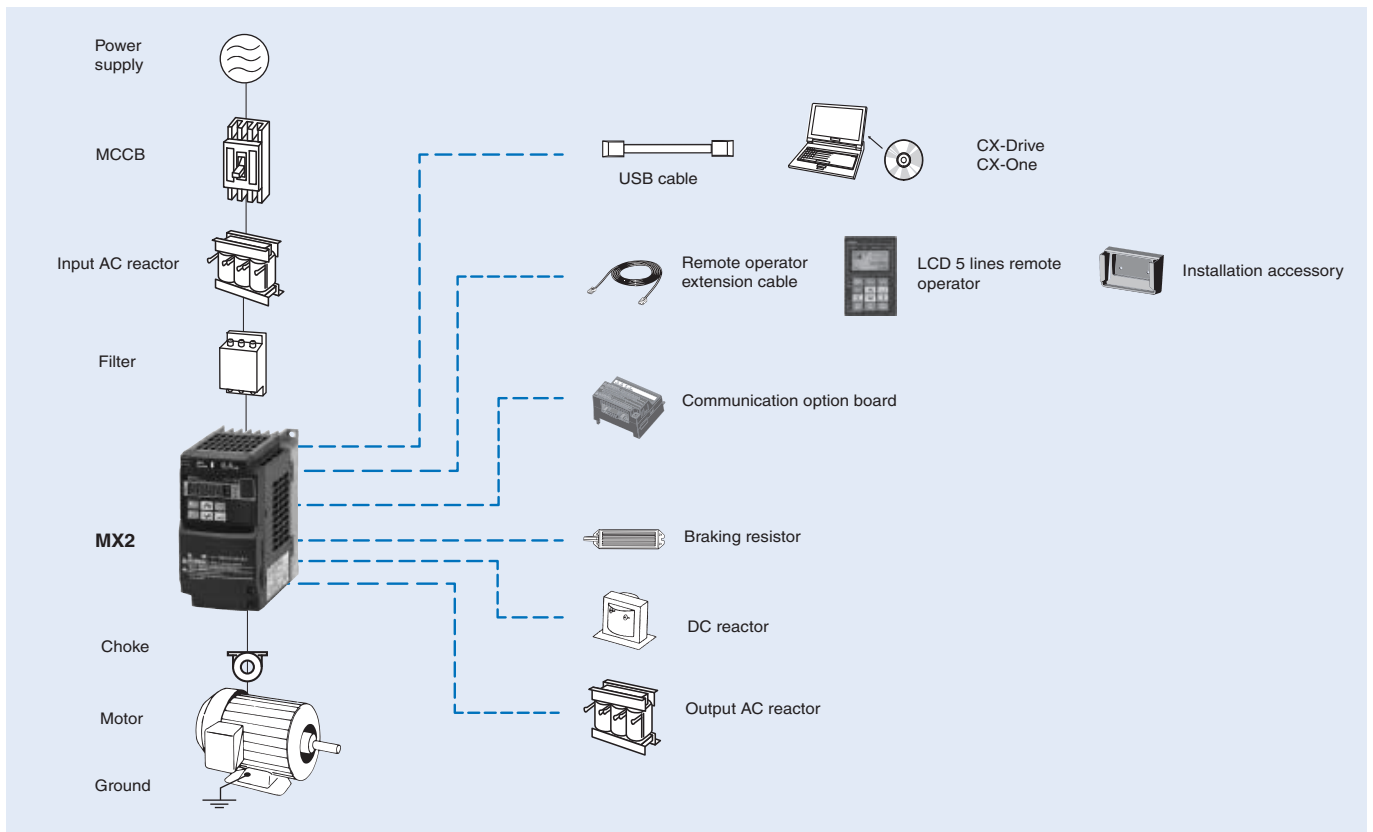 Power
supply
MCCB
USB cable
CX-Drive
CX-One
Input AC reactor
Remote operator
extension cable
LCD 5 lines remote
operator
Installation accessory
Filter
Communication option board
MX2
Braking resistor
DC reactor
Choke
Output AC reactor
Motor
Ground